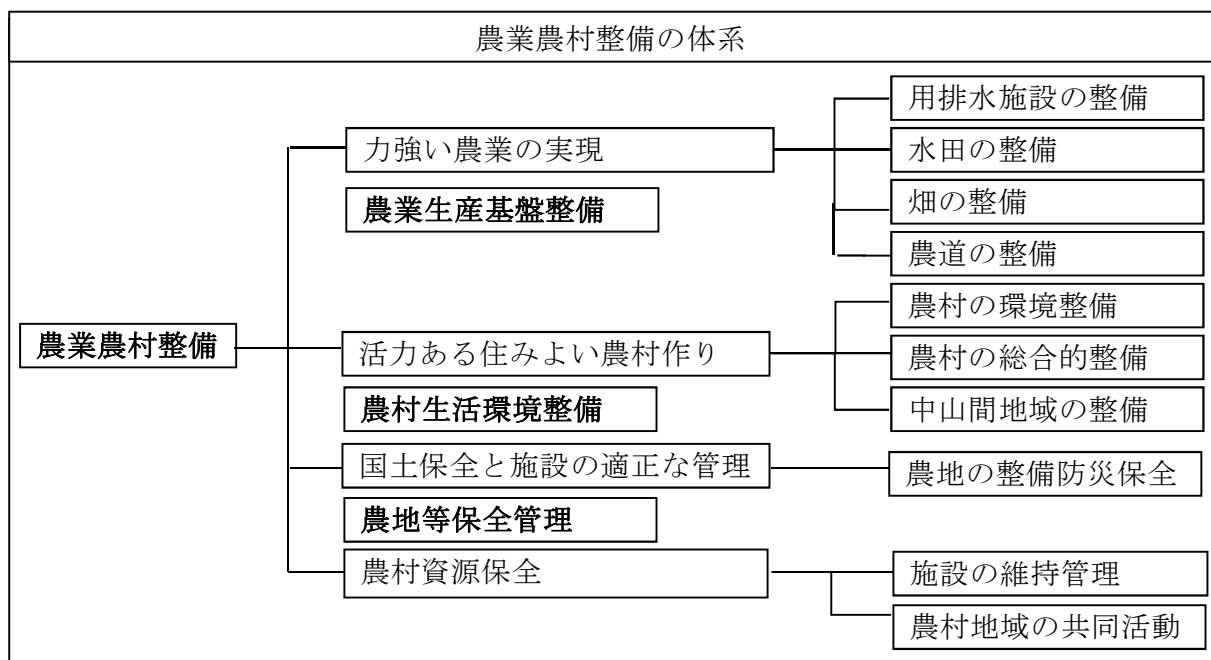 農業農村整備の体系
農業農村整備
力強い農業の実現
農業生産基盤整備
用排水施設の整備
水田の整備
畑の整備
農道の整備
活力ある住みよい農村作り
農村生活環境整備
農村の環境整備
農村の総合的整備
中山間地域の整備
国土保全と施設の適正な管理
農地等保全管理
農地の整備防災保全
農村資源保全
施設の維持管理
農村地域の共同活動